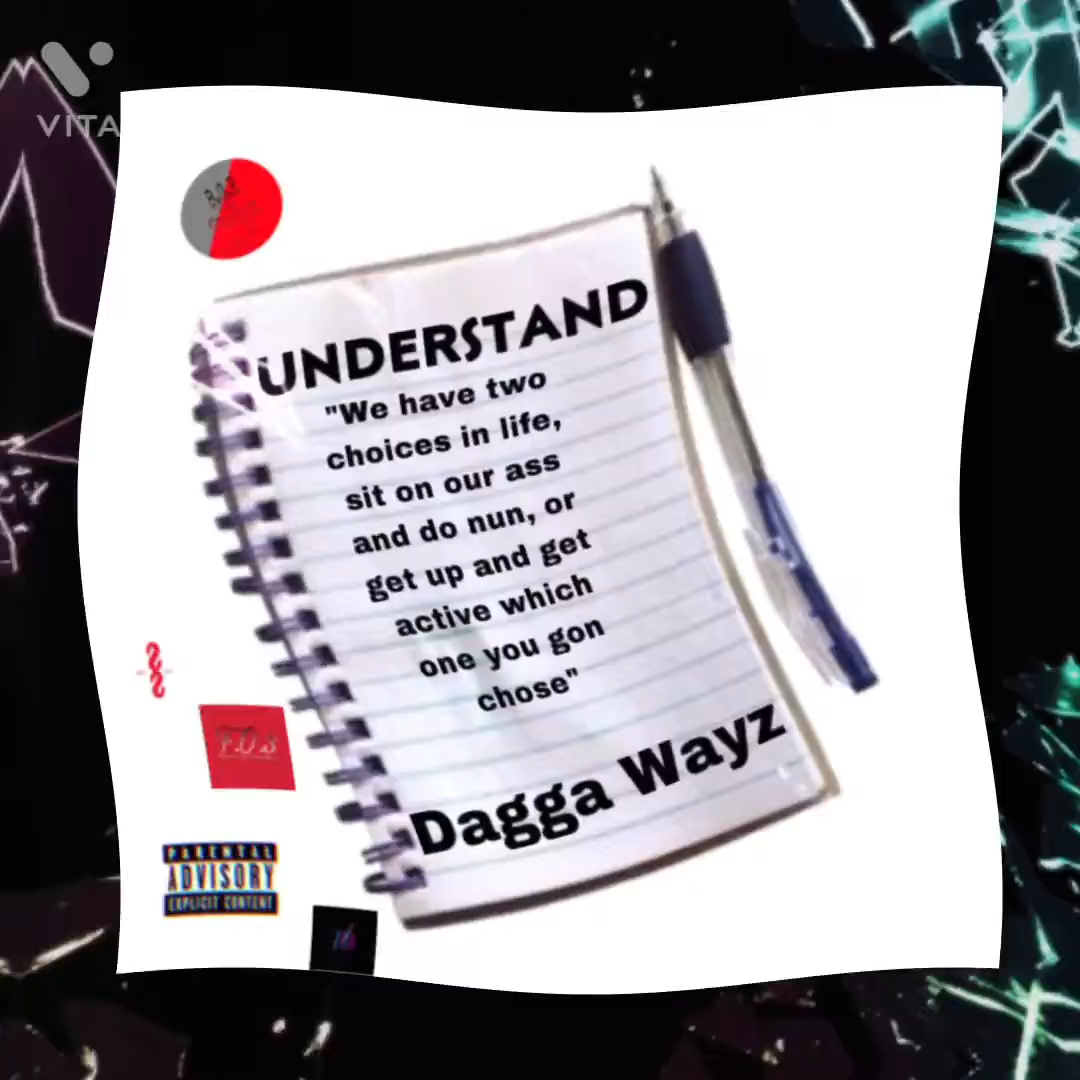 VITA
UNDERSTAND
"We have two
choices in life,
sit on our ass
and do nun, or
get up and get
active which
one you gon
chose"
Dagga Wayz
F.O.S
PARENTAL
ADVISORY
EXPLICIT CONTENT